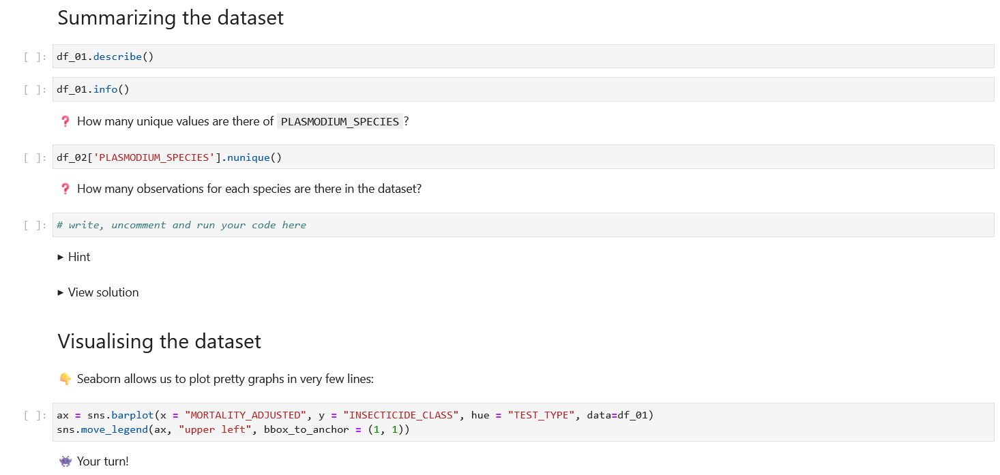 Summarizing the dataset
[ ]: df_01.describe()
[ ]: df_01.info()
❓ How many unique values are there of PLASMODIUM_SPECIES?
[ ]: df_02['PLASMODIUM_SPECIES'].nunique()
❓ How many observations for each species are there in the dataset?
[ ]: # write, uncomment and run your code here
▸ Hint
▸ View solution
Visualising the dataset
👇 Seaborn allows us to plot pretty graphs in very few lines:
[ ]: ax = sns.barplot(x = "MORTALITY_ADJUSTED", y = "INSECTICIDE_CLASS", hue = "TEST_TYPE", data=df_01)
sns.move_legend(ax, "upper left", bbox_to_anchor = (1, 1))
👾 Your turn!